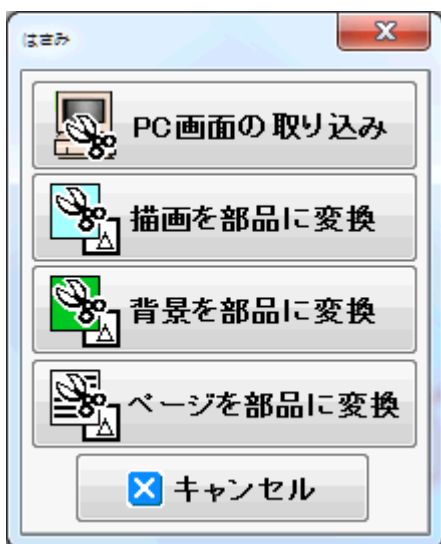 はさみ
PC画面の取り込み
描画を部品に変換
背景を部品に変換
ページを部品に変換
キャンセル